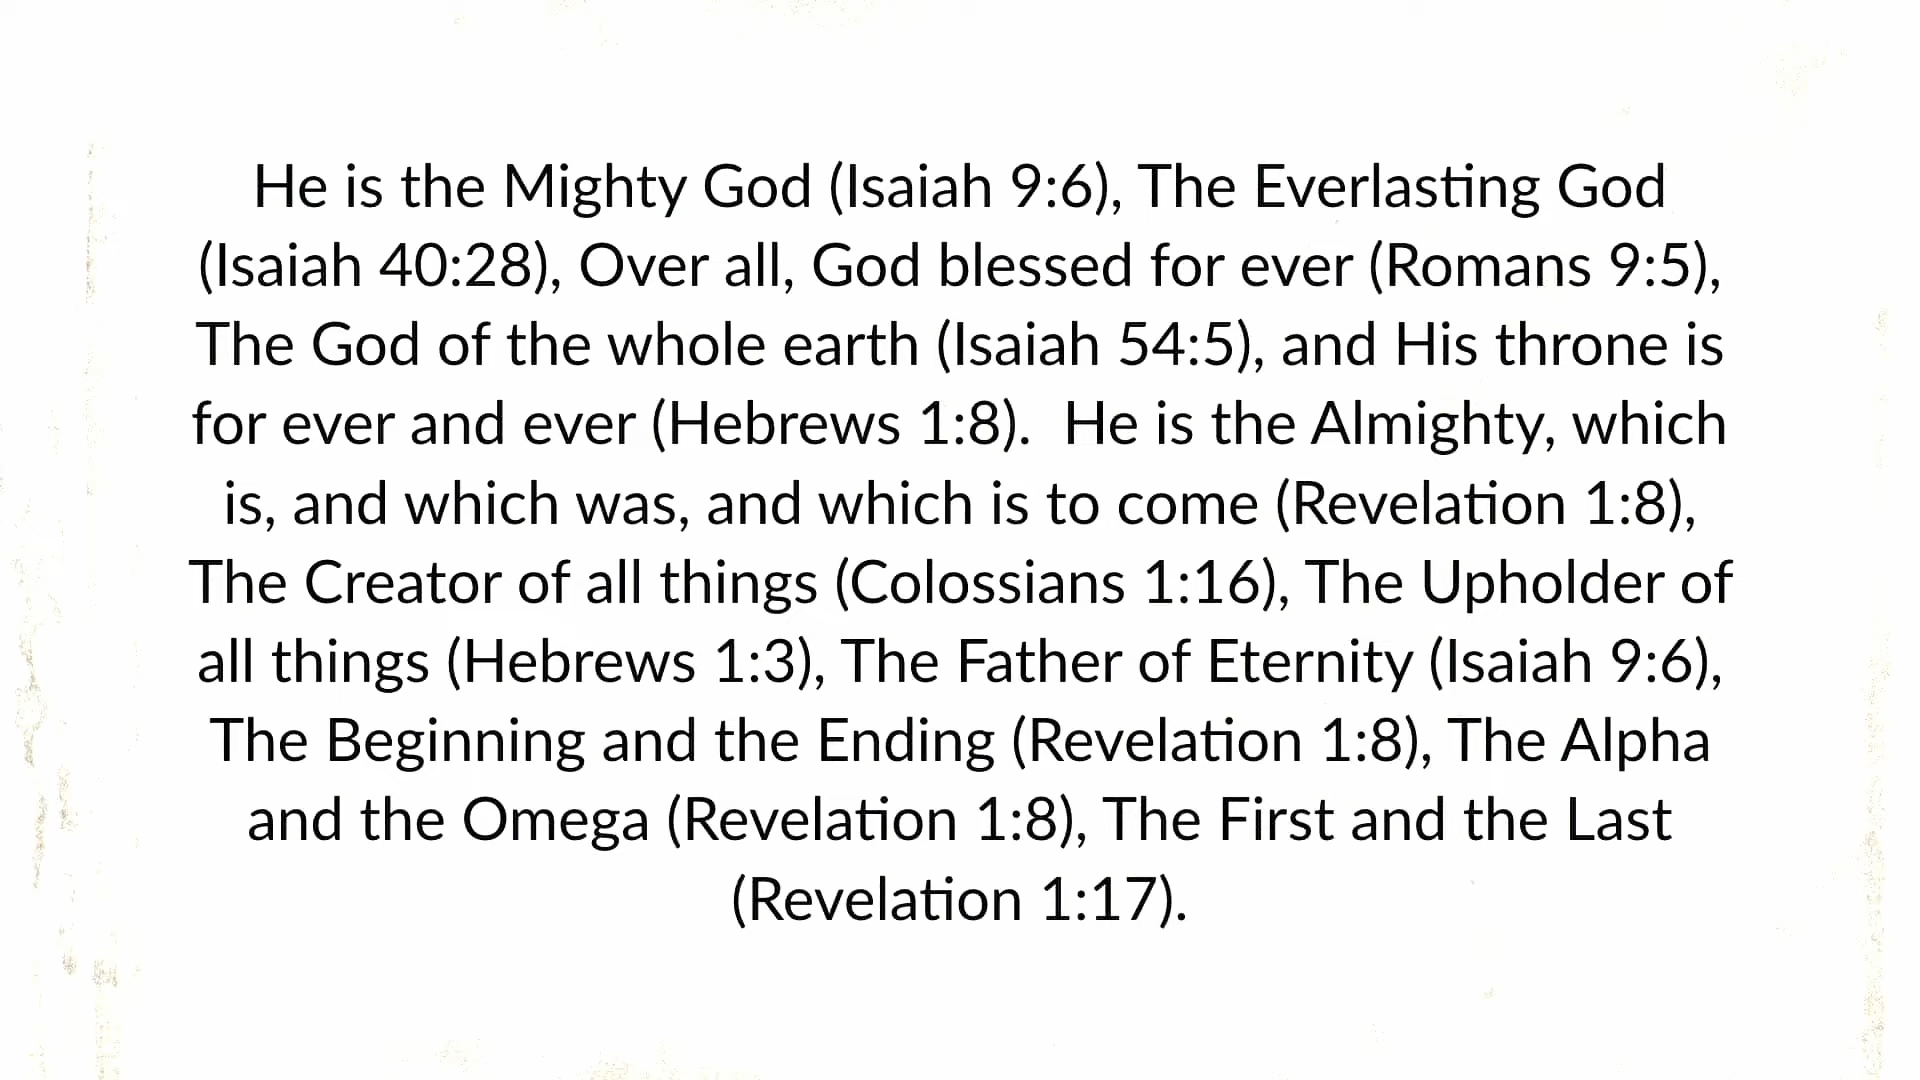 He is the Mighty God (Isaiah 9:6), The Everlasting God
(Isaiah 40:28), Over all, God blessed for ever (Romans 9:5),
The God of the whole earth (Isaiah 54:5), and His throne is
for ever and ever (Hebrews 1:8).  He is the Almighty, which
is, and which was, and which is to come (Revelation 1:8),
The Creator of all things (Colossians 1:16), The Upholder of
all things (Hebrews 1:3), The Father of Eternity (Isaiah 9:6),
The Beginning and the Ending (Revelation 1:8), The Alpha
and the Omega (Revelation 1:8), The First and the Last
(Revelation 1:17).